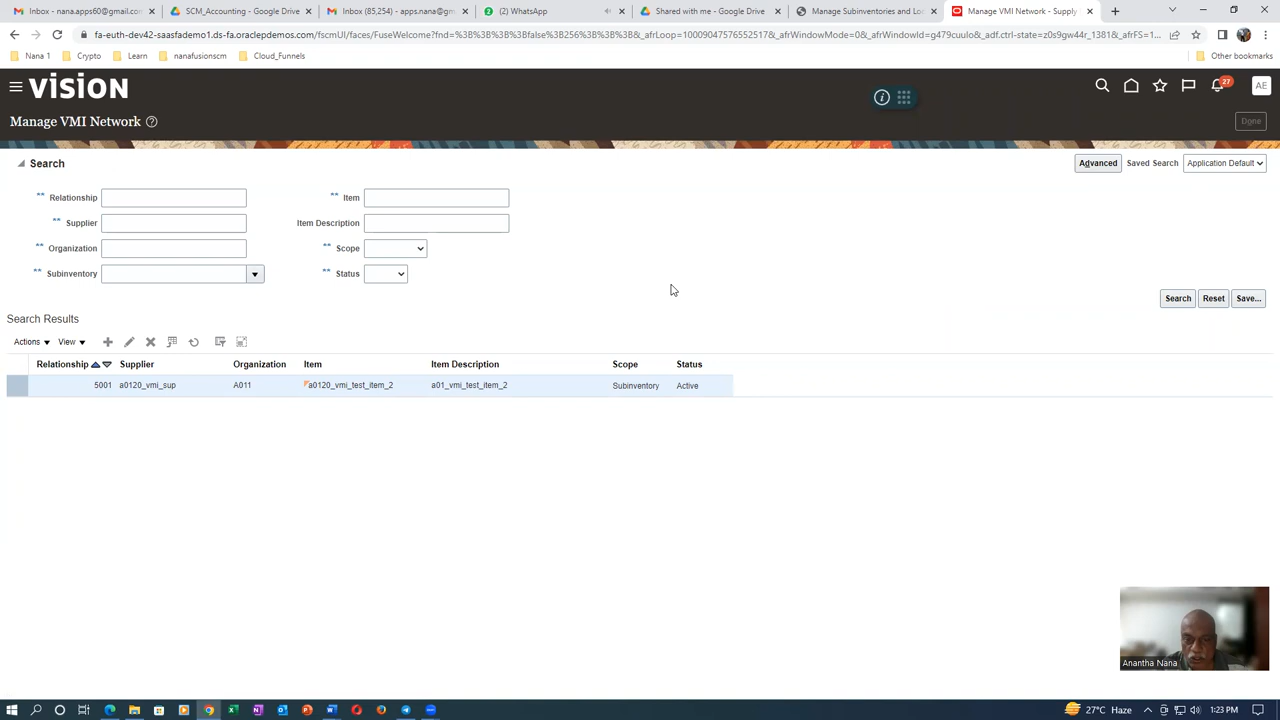 Inbox - nana.apps60@gmail.con
SCM_Accounting - Google Drive
Inbox (85,254) - apps.nana@gm
(2) WhatsApp
Shared with me - Google Drive
Manage Subinventories and Loc
Manage VMI Network - Supply
fa-euth-dev42-saasfademo1.ds-fa.oraclepdemos.com/fscmUI/faces/FuseWelcome?fnd=%3B%3B%3B%3Bfalse%3B256%3B%3B%3B&_afrLoop=10009047576552517&_afrWindowMode=0&_afrWindowId=g479cuulo&_adf.ctrl-state=z0s9gw44r_1381&_afrFS=1...
Nana 1
Crypto
Learn
nanafusionscm
Cloud_Funnels
Other bookmarks
VISION
27
AE
Manage VMI Network
Done
Search
Advanced
Saved Search
Application Default
** Relationship
** Item
** Supplier
Item Description
** Organization
** Scope
** Subinventory
** Status
Search
Reset
Save...
Search Results
Actions
View
Relationship
Supplier
Organization
Item
Item Description
Scope
Status
5001
a0120_vmi_sup
A011
a0120_vmi_test_item_2
a01_vmi_test_item_2
Subinventory
Active
Anantha Nana
27°C Haze
1:23 PM